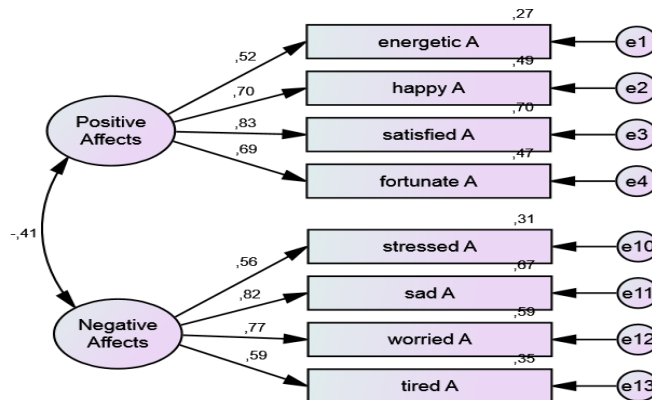 ,27
energetic A
e1
,52
,49
happy A
e2
,70
Positive
Affects
,70
satisfied A
e3
,83
,47
fortunate A
e4
,69
-,41
,31
stressed A
e10
,56
,67
sad A
e11
,82
Negative
Affects
,59
worried A
e12
,77
,35
tired A
e13
,59